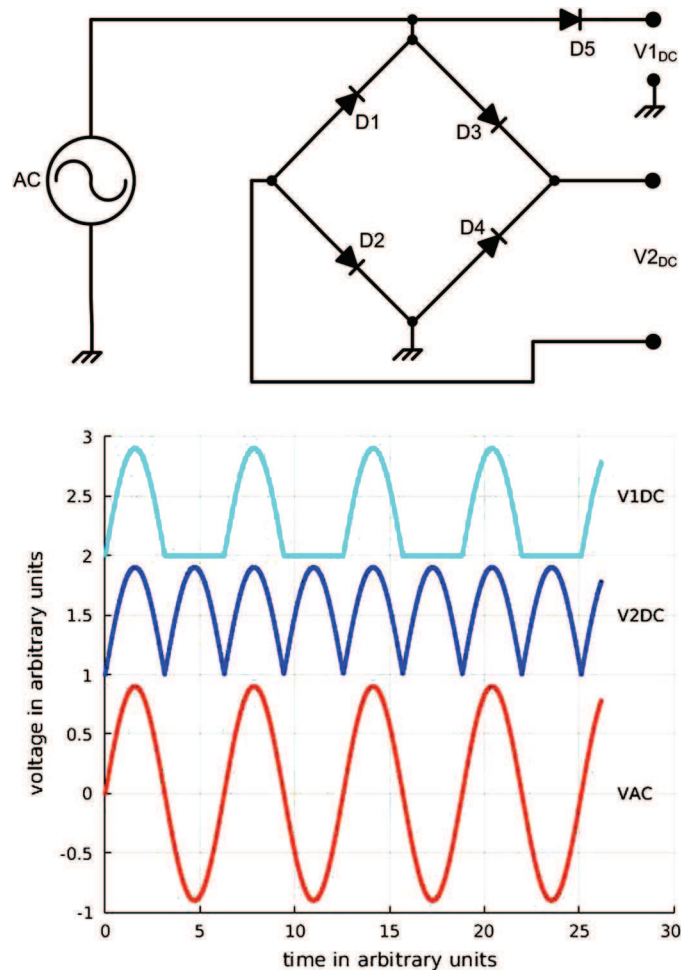 D5
V1DC
D1
D3
AC
D2
D4
V2DC
3
2.5
2
1.5
1
0.5
0
-0.5
-1
voltage in arbitrary units
V1DC
V2DC
VAC
0
5
10
15
20
25
30
time in arbitrary units